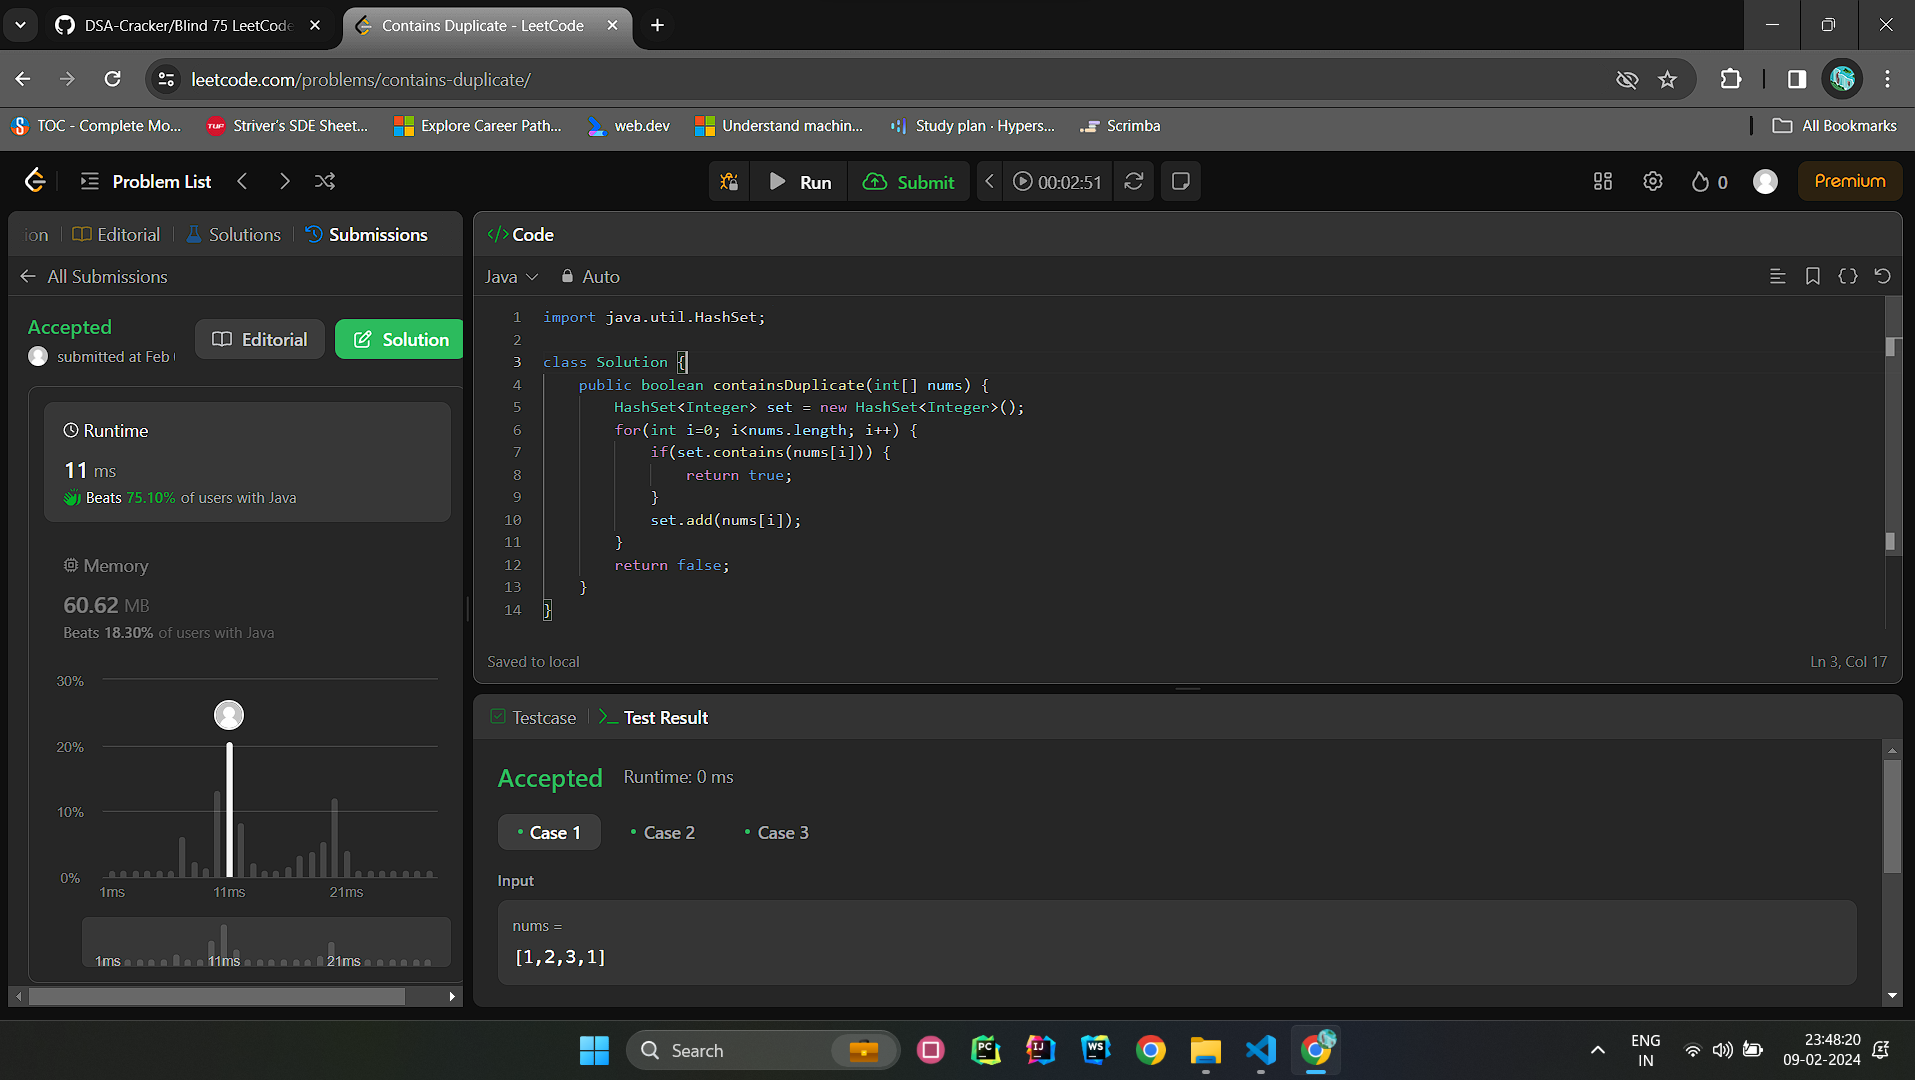 DSA-Cracker/Blind 75 LeetCode
Contains Duplicate - LeetCode
leetcode.com/problems/contains-duplicate/
TOC - Complete Mo...
Striver's SDE Sheet...
Explore Career Path...
web.dev
Understand machin...
Study plan · Hypers...
Scrimba
All Bookmarks
Problem List
Run
Submit
00:02:51
0
Premium
ion
Editorial
Solutions
Submissions
All Submissions
Accepted
submitted at Feb
Editorial
Solution
Runtime
11 ms
Beats 75.10% of users with Java
Memory
60.62 MB
Beats 18.30% of users with Java
30%
20%
10%
0%
1ms 11ms 21ms
1ms 11ms 21ms
</> Code
Java
Auto
1 import java.util.HashSet;
2
3 class Solution {
4 public boolean containsDuplicate(int[] nums) {
5 HashSet<Integer> set = new HashSet<Integer>();
6 for(int i=0; i<nums.length; i++) {
7 if(set.contains(nums[i])) {
8 return true;
9 }
10 set.add(nums[i]);
11 }
12 return false;
13 }
14 }
Saved to local
Ln 3, Col 17
Testcase
Test Result
Accepted
Runtime: 0 ms
Case 1
Case 2
Case 3
Input
nums =
[1,2,3,1]
Search
PC
IJ
WS
ENG
IN
23:48:20
09-02-2024